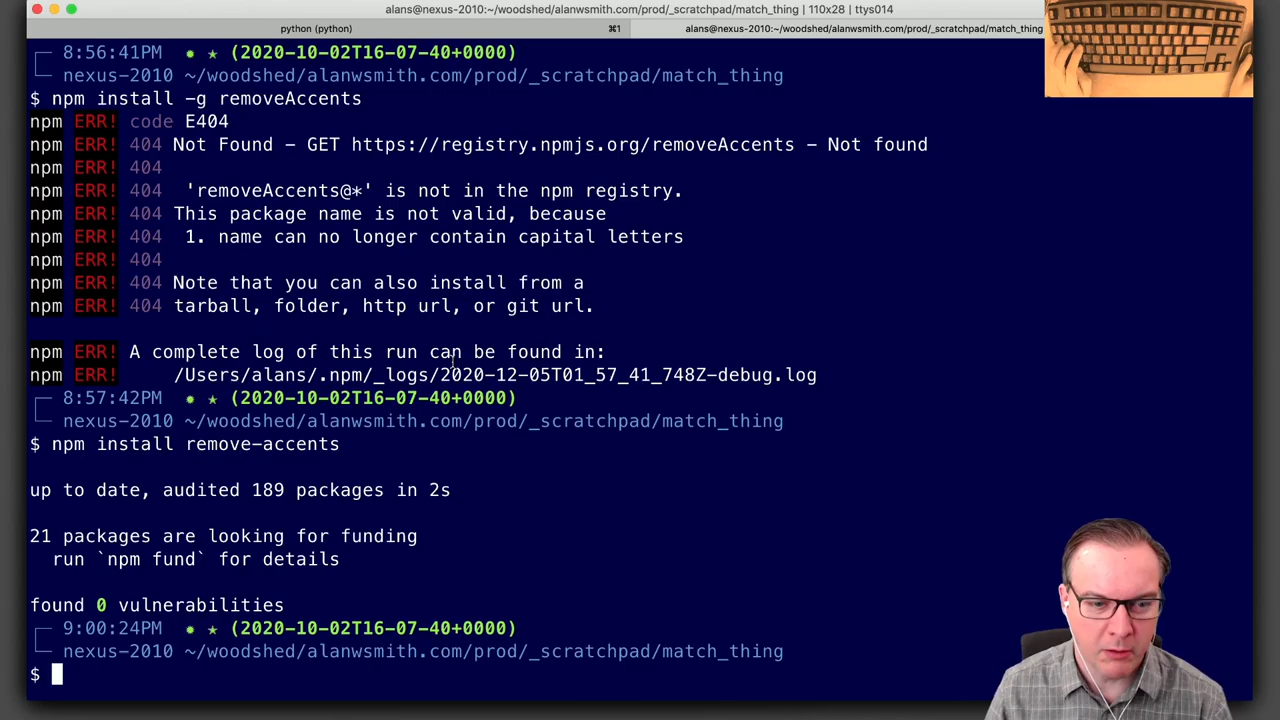 alans@nexus-2010:~/woodshed/alanwsmith.com/prod/_scratchpad/match_thing | 110x28 | ttys014
python (python) ⌘1 alans@nexus-2010:~/woodshed/alanwsmith.com/prod/_scratchpad/match_thing
8:56:41PM ★ (2020-10-02T16-07-40+0000)
nexus-2010 ~/woodshed/alanwsmith.com/prod/_scratchpad/match_thing
$ npm install -g removeAccents
npm ERR! code E404
npm ERR! 404 Not Found - GET https://registry.npmjs.org/removeAccents - Not found
npm ERR! 404
npm ERR! 404 'removeAccents@*' is not in the npm registry.
npm ERR! 404 This package name is not valid, because
npm ERR! 404 1. name can no longer contain capital letters
npm ERR! 404
npm ERR! 404 Note that you can also install from a
npm ERR! 404 tarball, folder, http url, or git url.
npm ERR! A complete log of this run can be found in:
npm ERR! /Users/alans/.npm/_logs/2020-12-05T01_57_41_748Z-debug.log
8:57:42PM ★ (2020-10-02T16-07-40+0000)
nexus-2010 ~/woodshed/alanwsmith.com/prod/_scratchpad/match_thing
$ npm install remove-accents
up to date, audited 189 packages in 2s
21 packages are looking for funding
run `npm fund` for details
found 0 vulnerabilities
9:00:24PM ★ (2020-10-02T16-07-40+0000)
nexus-2010 ~/woodshed/alanwsmith.com/prod/_scratchpad/match_thing
$